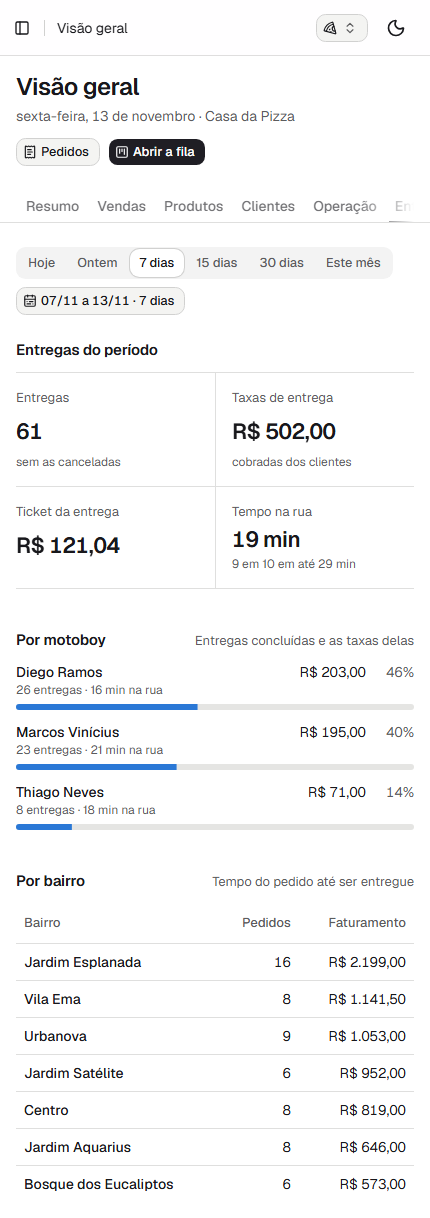 Visão geral
Visão geral
sexta-feira, 13 de novembro · Casa da Pizza
Pedidos
Abrir a fila
Resumo Vendas Produtos Clientes Operação En
Hoje Ontem 7 dias 15 dias 30 dias Este mês
07/11 a 13/11 · 7 dias
Entregas do período
Entregas
61
sem as canceladas
Taxas de entrega
R$ 502,00
cobradas dos clientes
Ticket da entrega
R$ 121,04
Tempo na rua
19 min
9 em 10 em até 29 min
Por motoboy Entregas concluídas e as taxas delas
Diego Ramos R$ 203,00 46%
26 entregas · 16 min na rua
Marcos Vinícius R$ 195,00 40%
23 entregas · 21 min na rua
Thiago Neves R$ 71,00 14%
8 entregas · 18 min na rua
Por bairro Tempo do pedido até ser entregue
Bairro Pedidos Faturamento
Jardim Esplanada 16 R$ 2.199,00
Vila Ema 8 R$ 1.141,50
Urbanova 9 R$ 1.053,00
Jardim Satélite 6 R$ 952,00
Centro 8 R$ 819,00
Jardim Aquarius 8 R$ 646,00
Bosque dos Eucaliptos 6 R$ 573,00